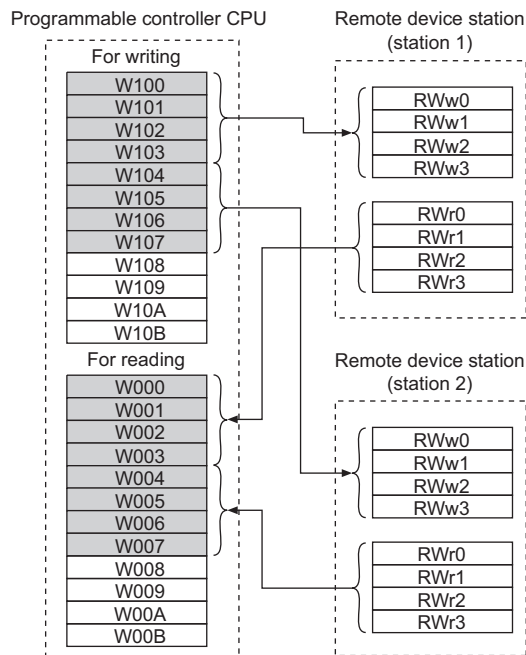 Programmable controller CPU
For writing
W100
W101
W102
W103
W104
W105
W106
W107
W108
W109
W10A
W10B
For reading
W000
W001
W002
W003
W004
W005
W006
W007
W008
W009
W00A
W00B
Remote device station
(station 1)
RWw0
RWw1
RWw2
RWw3
RWr0
RWr1
RWr2
RWr3
Remote device station
(station 2)
RWw0
RWw1
RWw2
RWw3
RWr0
RWr1
RWr2
RWr3